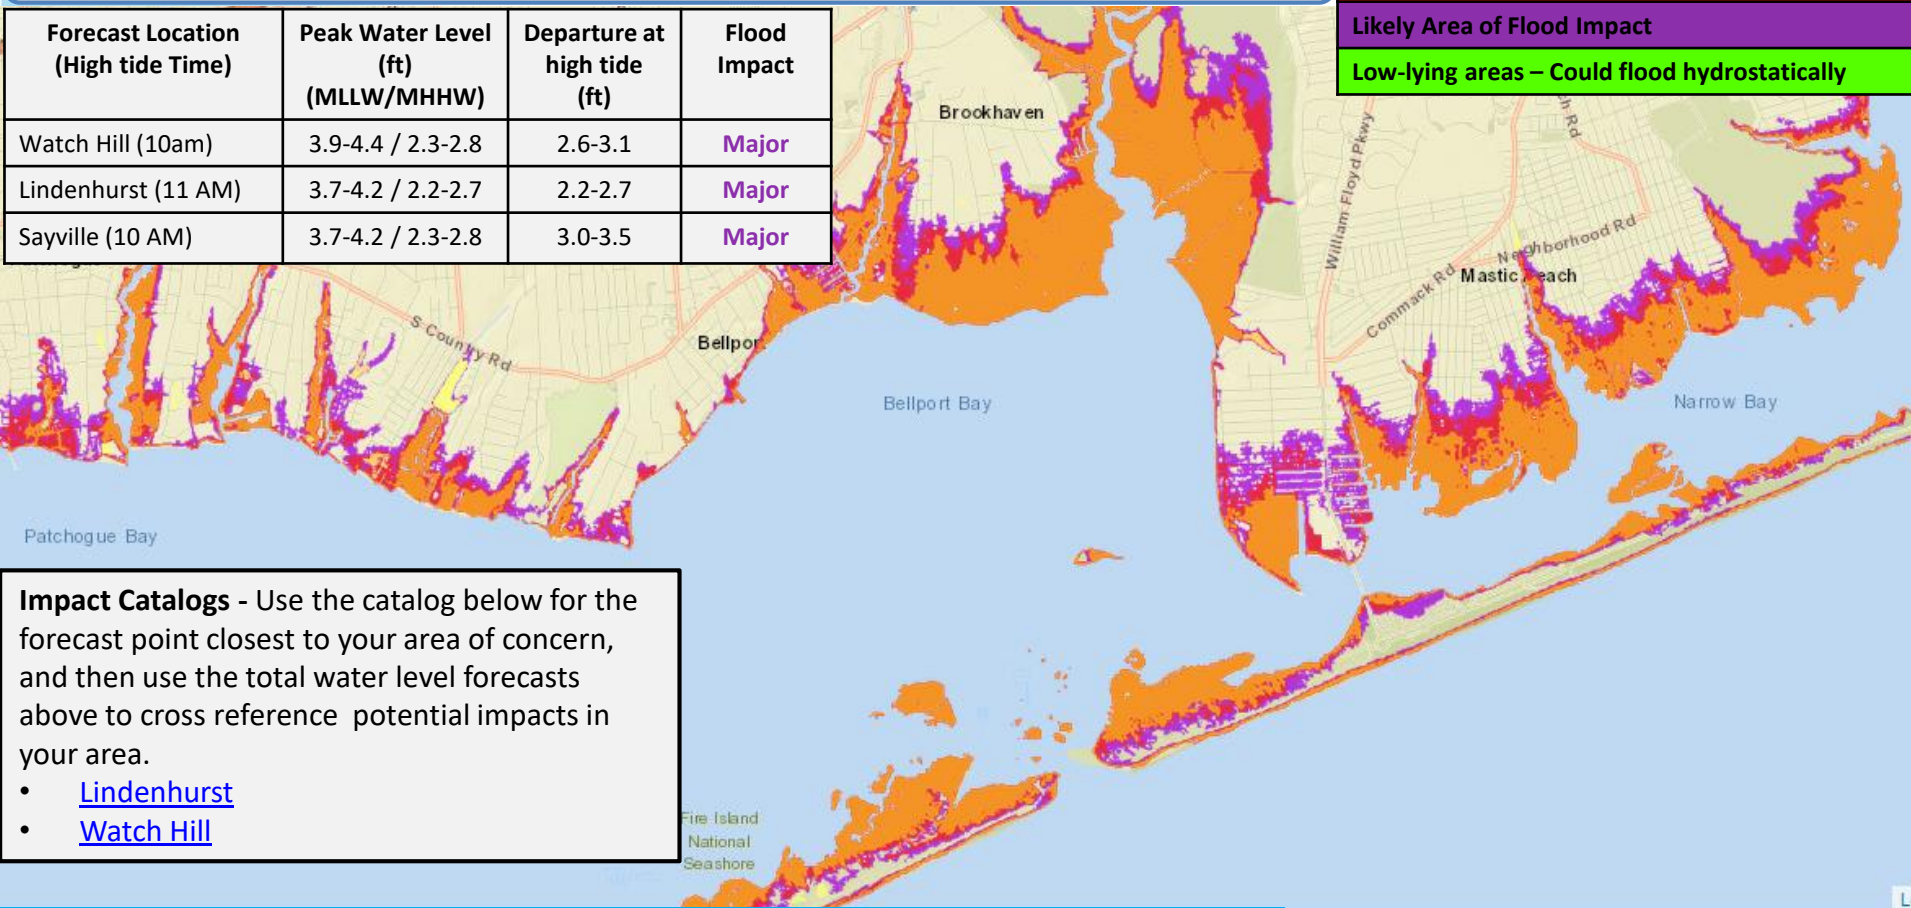 Forecast Location (High tide Time) Peak Water Level (ft) (MLLW/MHHW) Departure at high tide (ft) Flood Impact
Watch Hill (10am) 3.9-4.4 / 2.3-2.8 2.6-3.1 Major
Lindenhurst (11 AM) 3.7-4.2 / 2.2-2.7 2.2-2.7 Major
Sayville (10 AM) 3.7-4.2 / 2.3-2.8 3.0-3.5 Major
Likely Area of Flood Impact
Low-lying areas – Could flood hydrostatically
Brookhaven
William Floyd Pkwy
Rd
Neighborhood Rd
Commack Rd
Mastic Beach
S Country Rd
Bellpor
Bellport Bay
Narrow Bay
Patchogue Bay
Impact Catalogs - Use the catalog below for the
forecast point closest to your area of concern,
and then use the total water level forecasts
above to cross reference potential impacts in
your area.
• Lindenhurst
• Watch Hill
Fire Island
National
Seashore